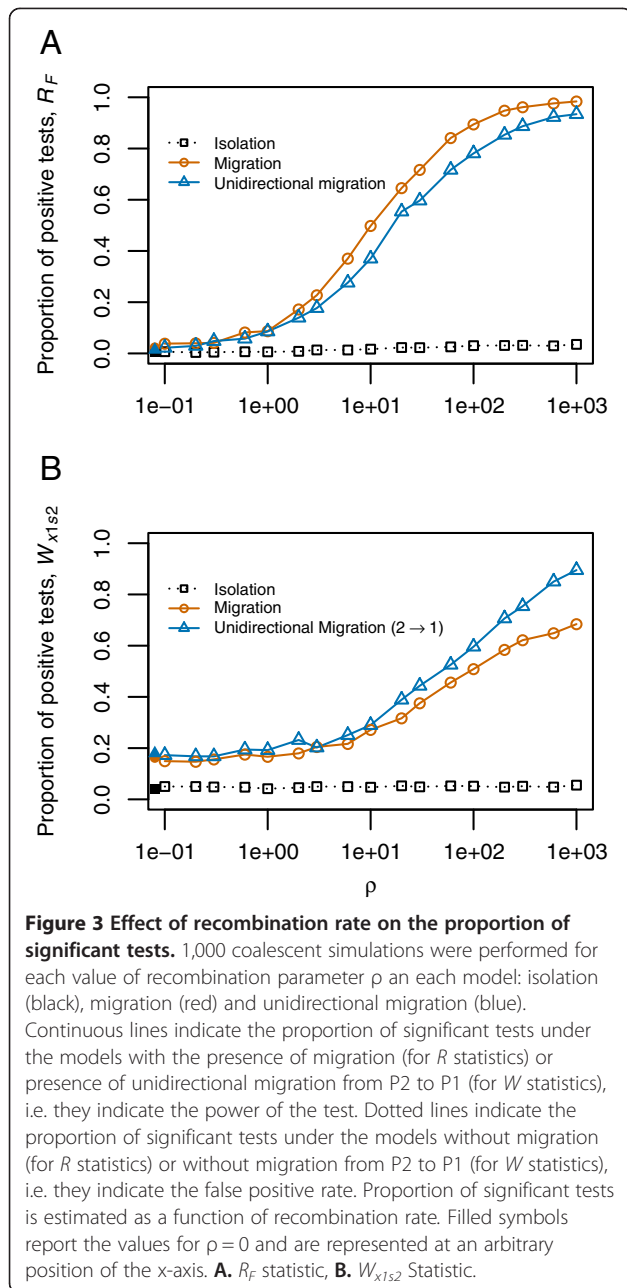 A
Proportion of positive tests, R_F
1.0
0.8
0.6
0.4
0.2
0.0
Isolation
Migration
Unidirectional migration
1e−01 1e+00 1e+01 1e+02 1e+03
B
Proportion of positive tests, W_x1s2
1.0
0.8
0.6
0.4
0.2
0.0
Isolation
Migration
Unidirectional Migration (2 → 1)
1e−01 1e+00 1e+01 1e+02 1e+03
ρ
Figure 3 Effect of recombination rate on the proportion of
significant tests. 1,000 coalescent simulations were performed for
each value of recombination parameter ρ an each model: isolation
(black), migration (red) and unidirectional migration (blue).
Continuous lines indicate the proportion of significant tests under
the models with the presence of migration (for R statistics) or
presence of unidirectional migration from P2 to P1 (for W statistics),
i.e. they indicate the power of the test. Dotted lines indicate the
proportion of significant tests under the models without migration
(for R statistics) or without migration from P2 to P1 (for W statistics),
i.e. they indicate the false positive rate. Proportion of significant tests
is estimated as a function of recombination rate. Filled symbols
report the values for ρ = 0 and are represented at an arbitrary
position of the x-axis. A. R_F statistic, B. W_x1s2 Statistic.